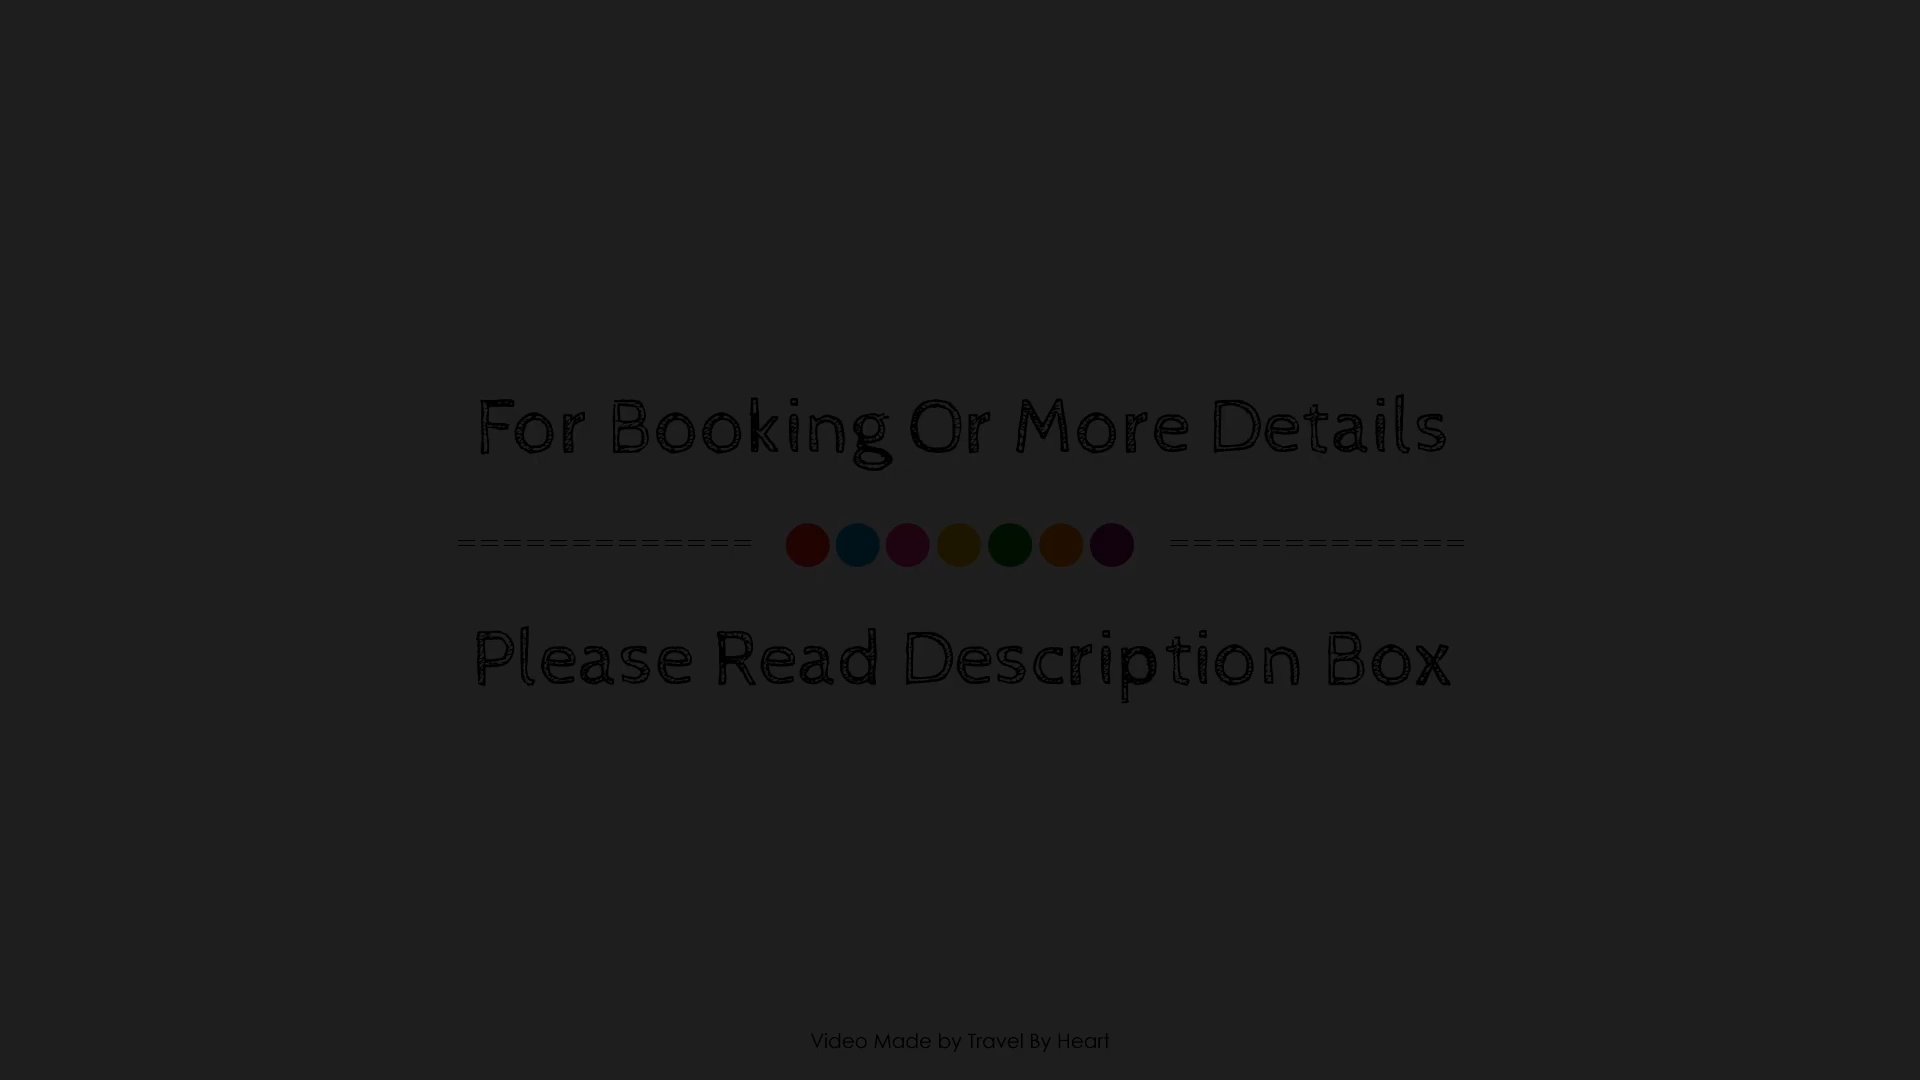 For Booking Or More Details
============= =============
Please Read Description Box
Video Made by Travel By Heart